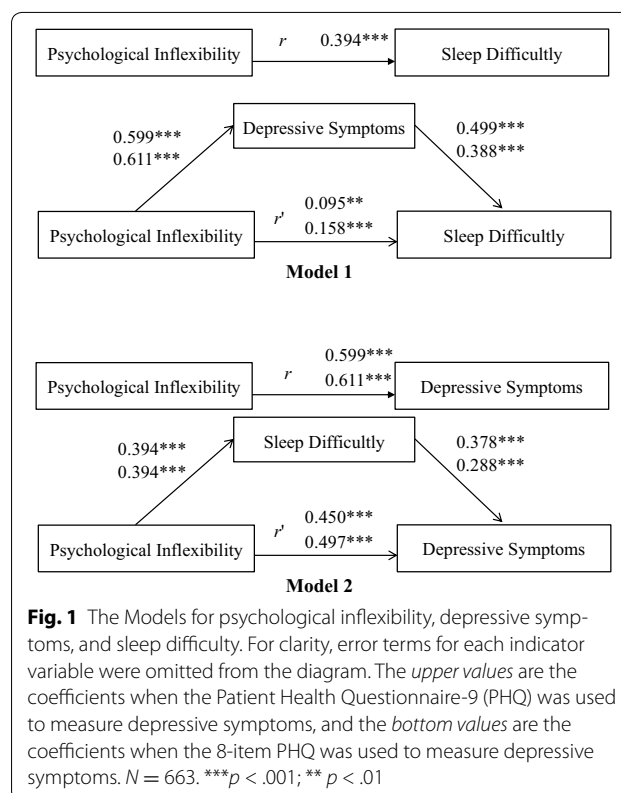 r 0.394***
Psychological Inflexibility Sleep Difficultly
0.599*** Depressive Symptoms 0.499***
0.611*** 0.388***
0.095**
r' 0.158***
Psychological Inflexibility Sleep Difficultly
Model 1
0.599***
r 0.611***
Psychological Inflexibility Depressive Symptoms
0.394*** Sleep Difficultly 0.378***
0.394*** 0.288***
0.450***
r' 0.497***
Psychological Inflexibility Depressive Symptoms
Model 2
Fig. 1 The Models for psychological inflexibility, depressive symp-
toms, and sleep difficulty. For clarity, error terms for each indicator
variable were omitted from the diagram. The upper values are the
coefficients when the Patient Health Questionnaire-9 (PHQ) was used
to measure depressive symptoms, and the bottom values are the
coefficients when the 8-item PHQ was used to measure depressive
symptoms. N = 663. ***p < .001; ** p < .01